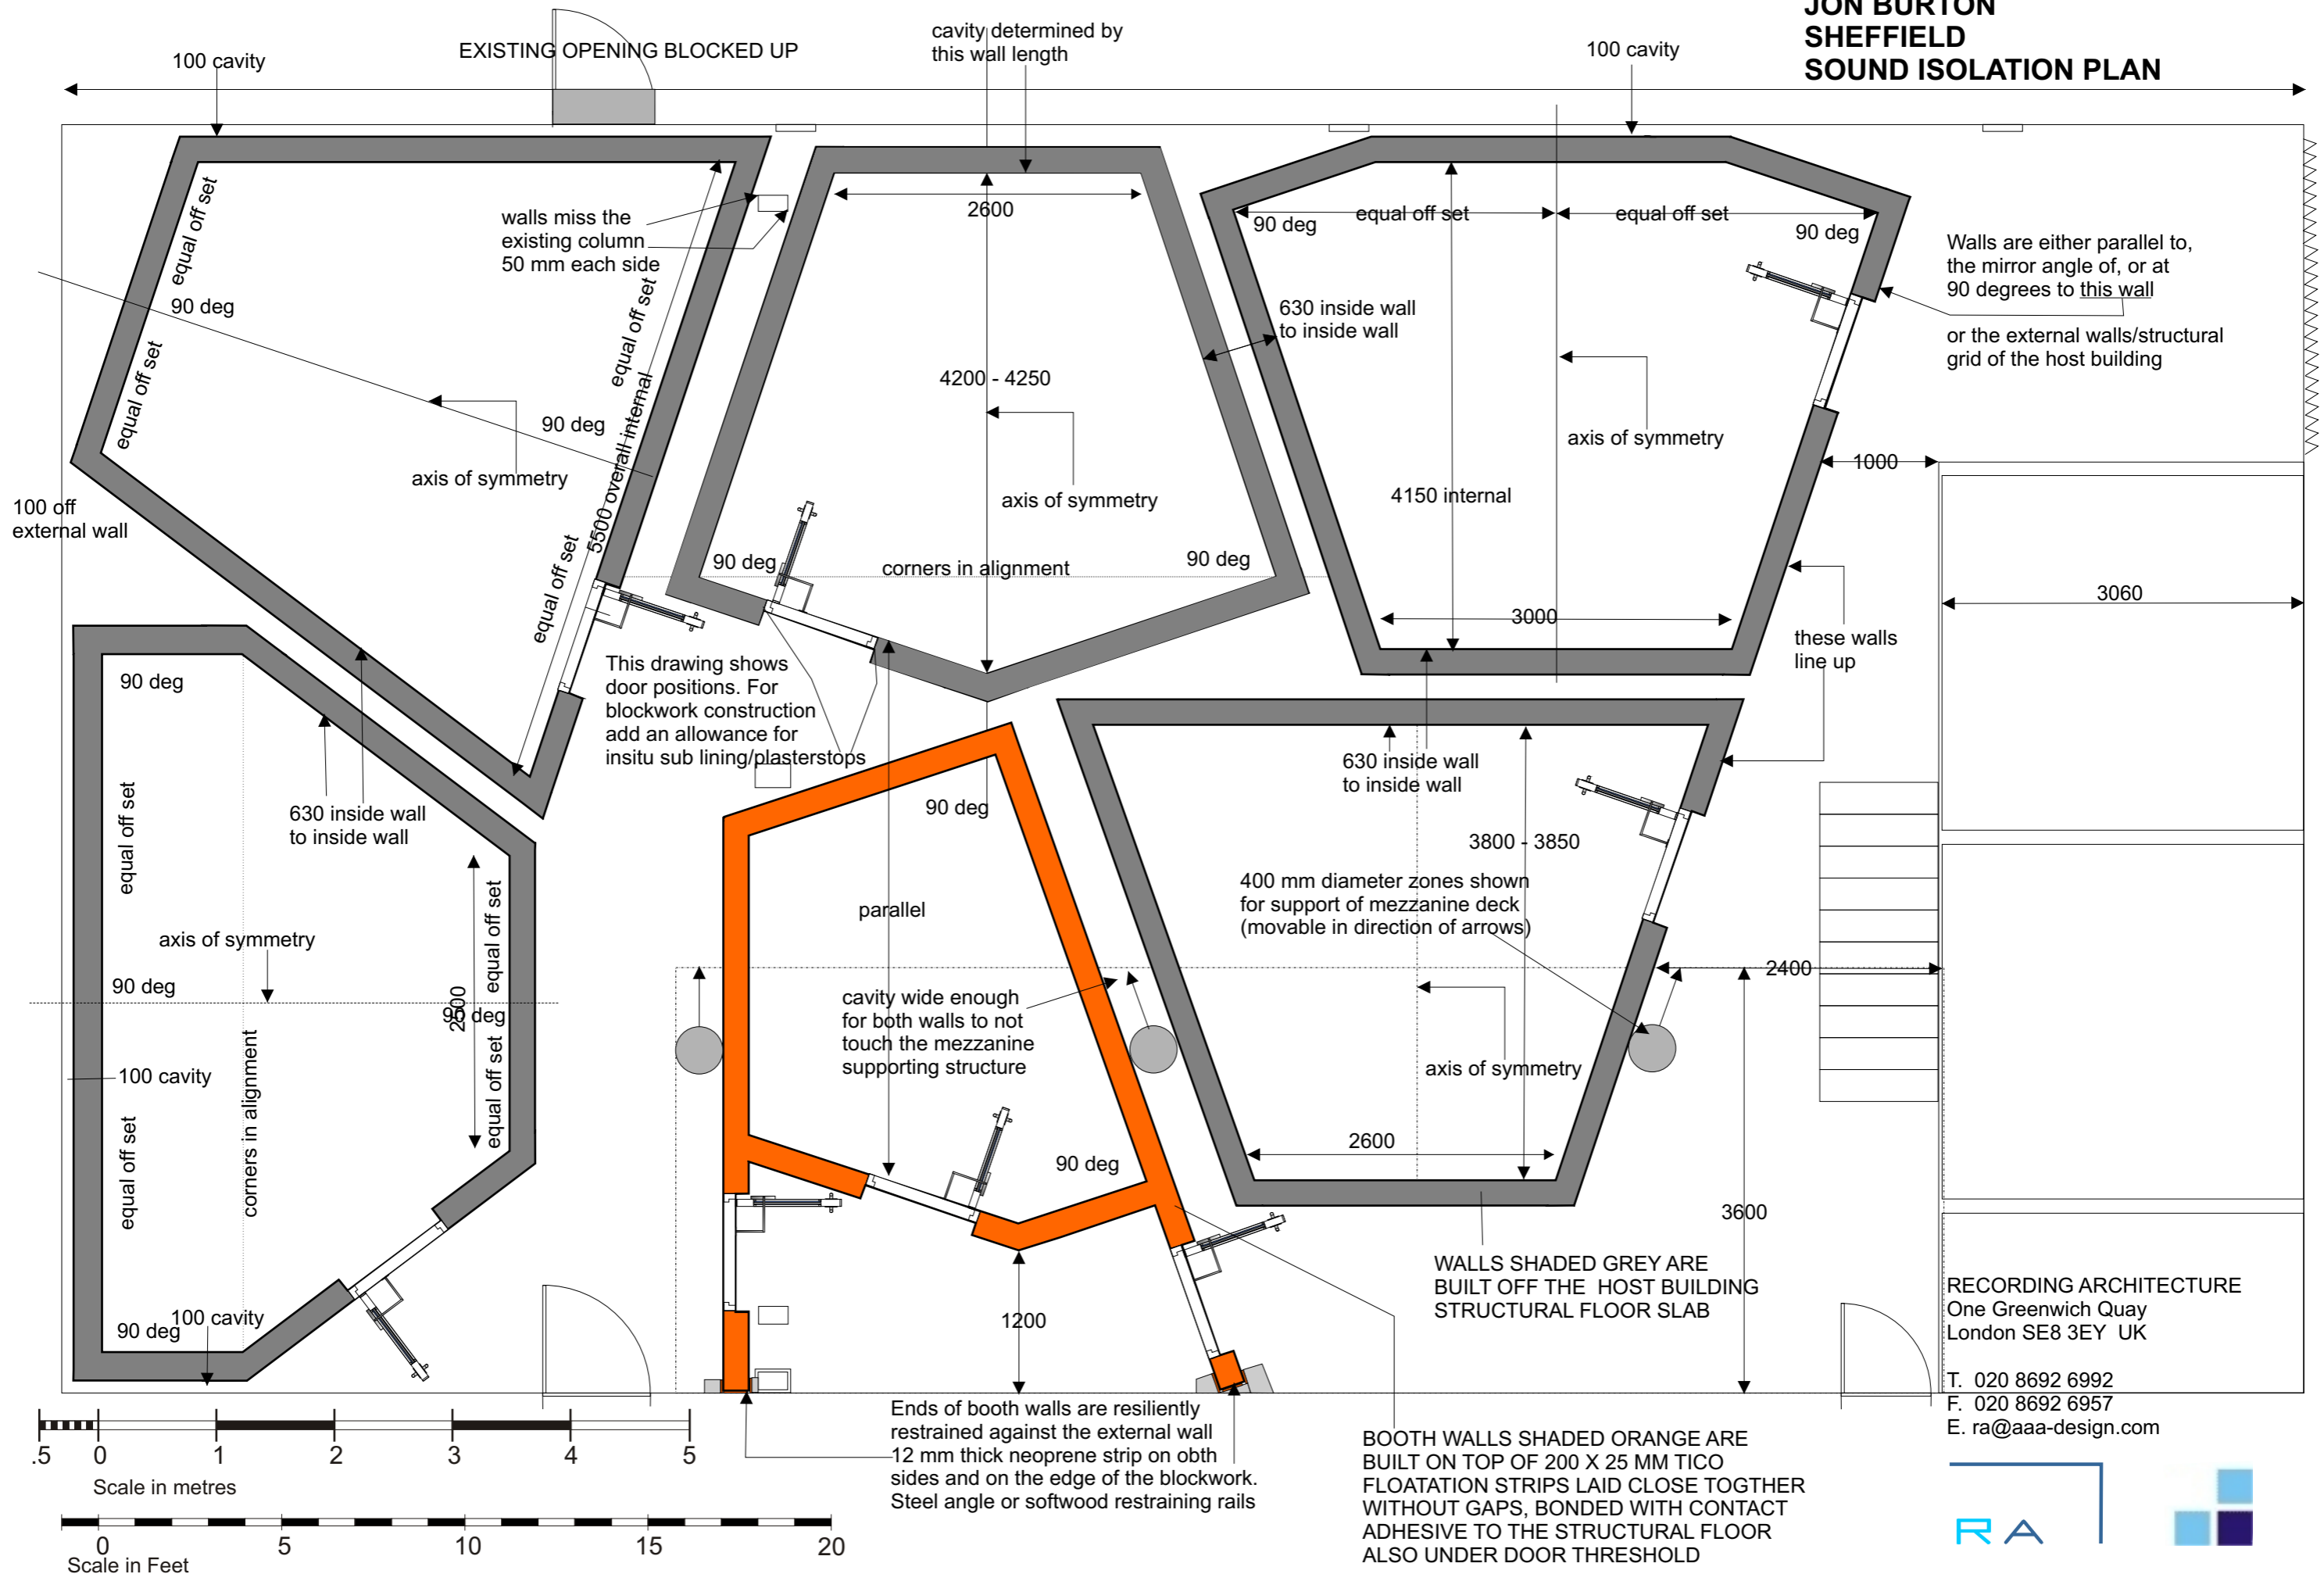 JON BURTON
SHEFFIELD
SOUND ISOLATION PLAN
EXISTING OPENING BLOCKED UP
100 cavity
cavity determined by
this wall length
100 cavity
equal off set
equal off set
90 deg
90 deg
equal off set
equal off set
5500 overall internal
equal off set
axis of symmetry
100 off
external wall
walls miss the
existing column
50 mm each side
2600
4200 - 4250
axis of symmetry
90 deg
90 deg
corners in alignment
630 inside wall
to inside wall
90 deg
equal off set
equal off set
90 deg
axis of symmetry
4150 internal
3000
Walls are either parallel to,
the mirror angle of, or at
90 degrees to this wall
or the external walls/structural
grid of the host building
1000
3060
these walls
line up
This drawing shows
door positions. For
blockwork construction
add an allowance for
insitu sub lining/plasterstops
90 deg
equal off set
630 inside wall
to inside wall
axis of symmetry
90 deg
equal off set
90 deg
equal off set
100 cavity
equal off set
corners in alignment
90 deg
100 cavity
90 deg
parallel
cavity wide enough
for both walls to not
touch the mezzanine
supporting structure
90 deg
1200
630 inside wall
to inside wall
3800 - 3850
400 mm diameter zones shown
for support of mezzanine deck
(movable in direction of arrows)
axis of symmetry
2600
2400
3600
WALLS SHADED GREY ARE
BUILT OFF THE HOST BUILDING
STRUCTURAL FLOOR SLAB
RECORDING ARCHITECTURE
One Greenwich Quay
London SE8 3EY UK
T. 020 8692 6992
F. 020 8692 6957
E. ra@aaa-design.com
Ends of booth walls are resiliently
restrained against the external wall
12 mm thick neoprene strip on obth
sides and on the edge of the blockwork.
Steel angle or softwood restraining rails
BOOTH WALLS SHADED ORANGE ARE
BUILT ON TOP OF 200 X 25 MM TICO
FLOATATION STRIPS LAID CLOSE TOGTHER
WITHOUT GAPS, BONDED WITH CONTACT
ADHESIVE TO THE STRUCTURAL FLOOR
ALSO UNDER DOOR THRESHOLD
.5 0 1 2 3 4 5
Scale in metres
0 5 10 15 20
Scale in Feet
RA